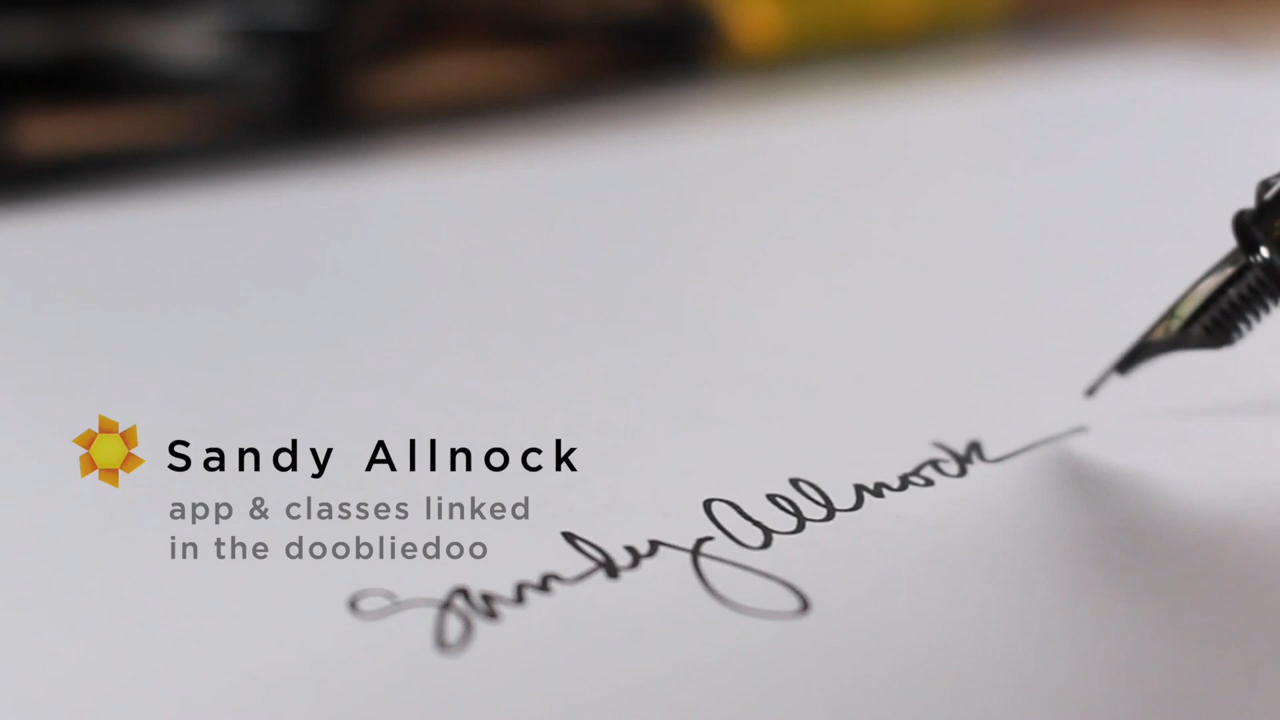 Sandy Allnock
app & classes linked
in the doobliedoo
Sandy Allnock